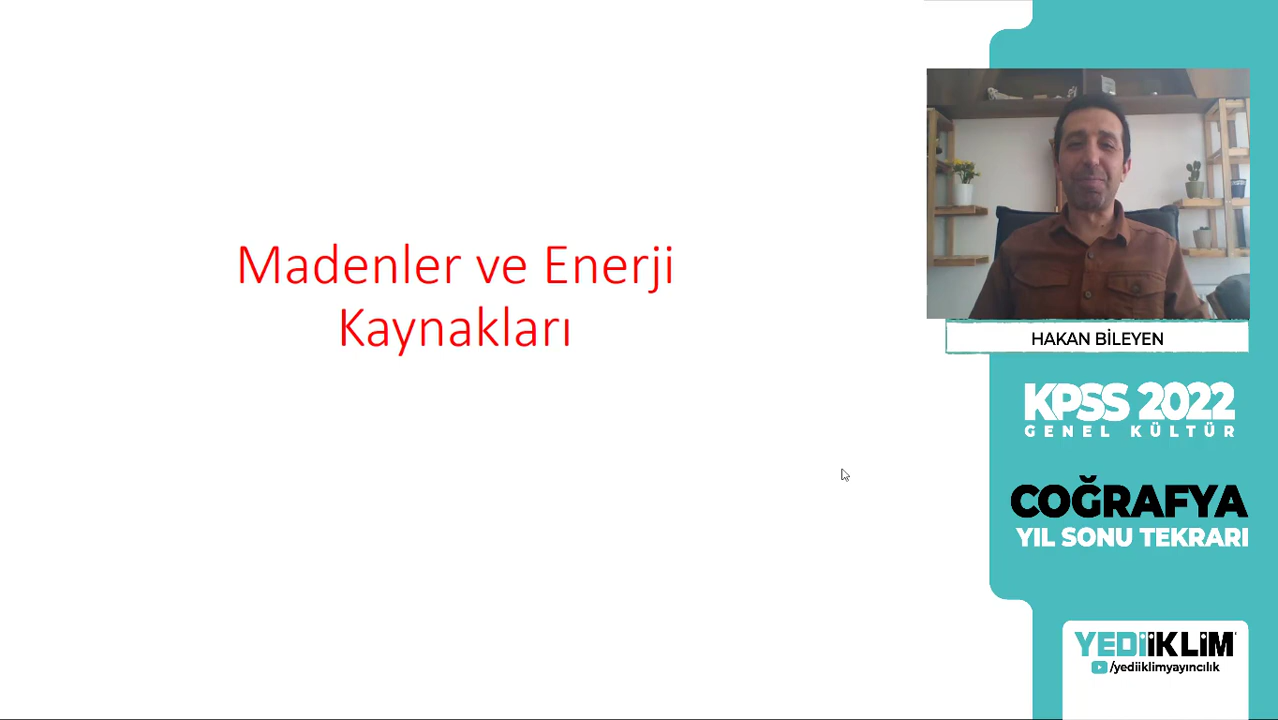 Madenler ve Enerji
Kaynakları
HAKAN BİLEYEN
KPSS 2022
GENEL KÜLTÜR
COĞRAFYA
YIL SONU TEKRARI
YEDİİKLİM
/yediiklimyayıncılık